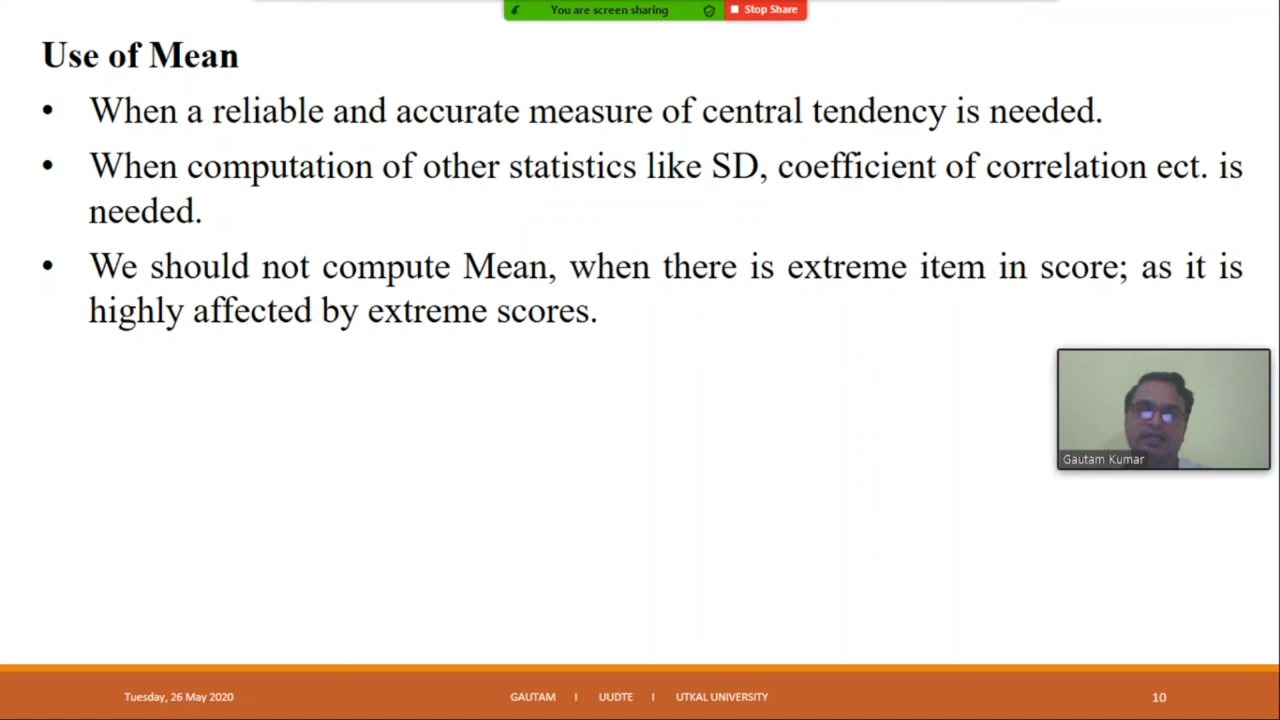 You are screen sharing
Stop Share
Use of Mean
• When a reliable and accurate measure of central tendency is needed.
• When computation of other statistics like SD, coefficient of correlation ect. is
needed.
• We should not compute Mean, when there is extreme item in score; as it is
highly affected by extreme scores.
Gautam Kumar
Tuesday, 26 May 2020
GAUTAM I UUDTE I UTKAL UNIVERSITY
10